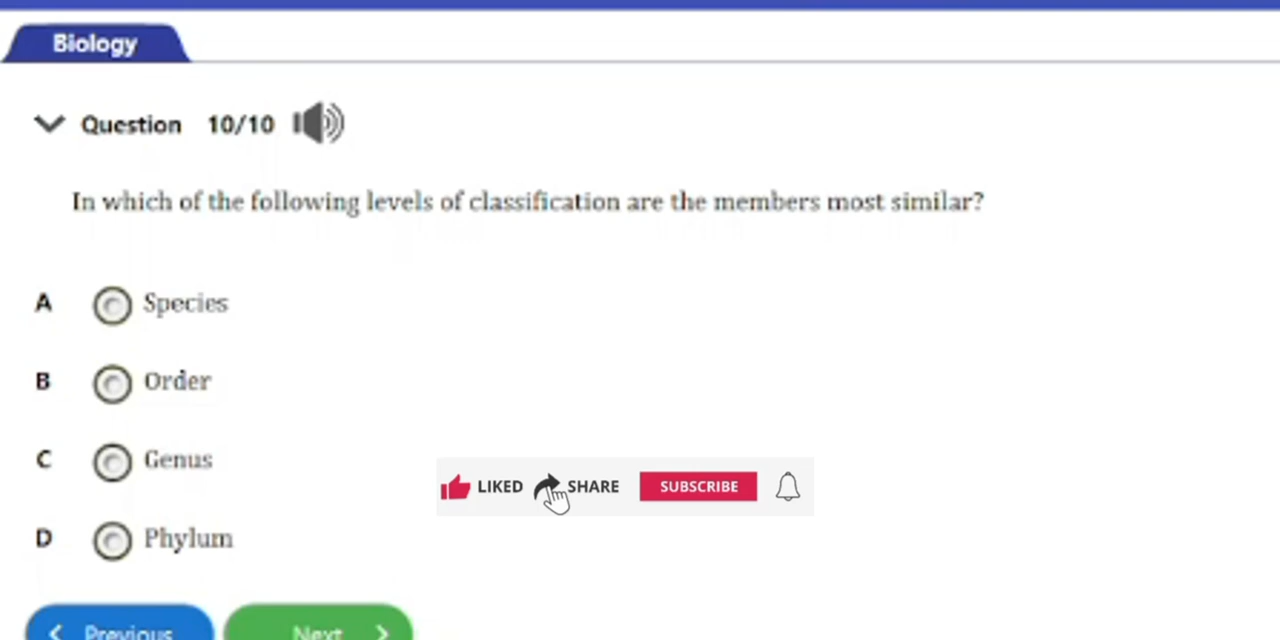 Biology
Question 10/10
In which of the following levels of classification are the members most similar?
A Species
B Order
C Genus
D Phylum
LIKED SHARE SUBSCRIBE
Previous Next